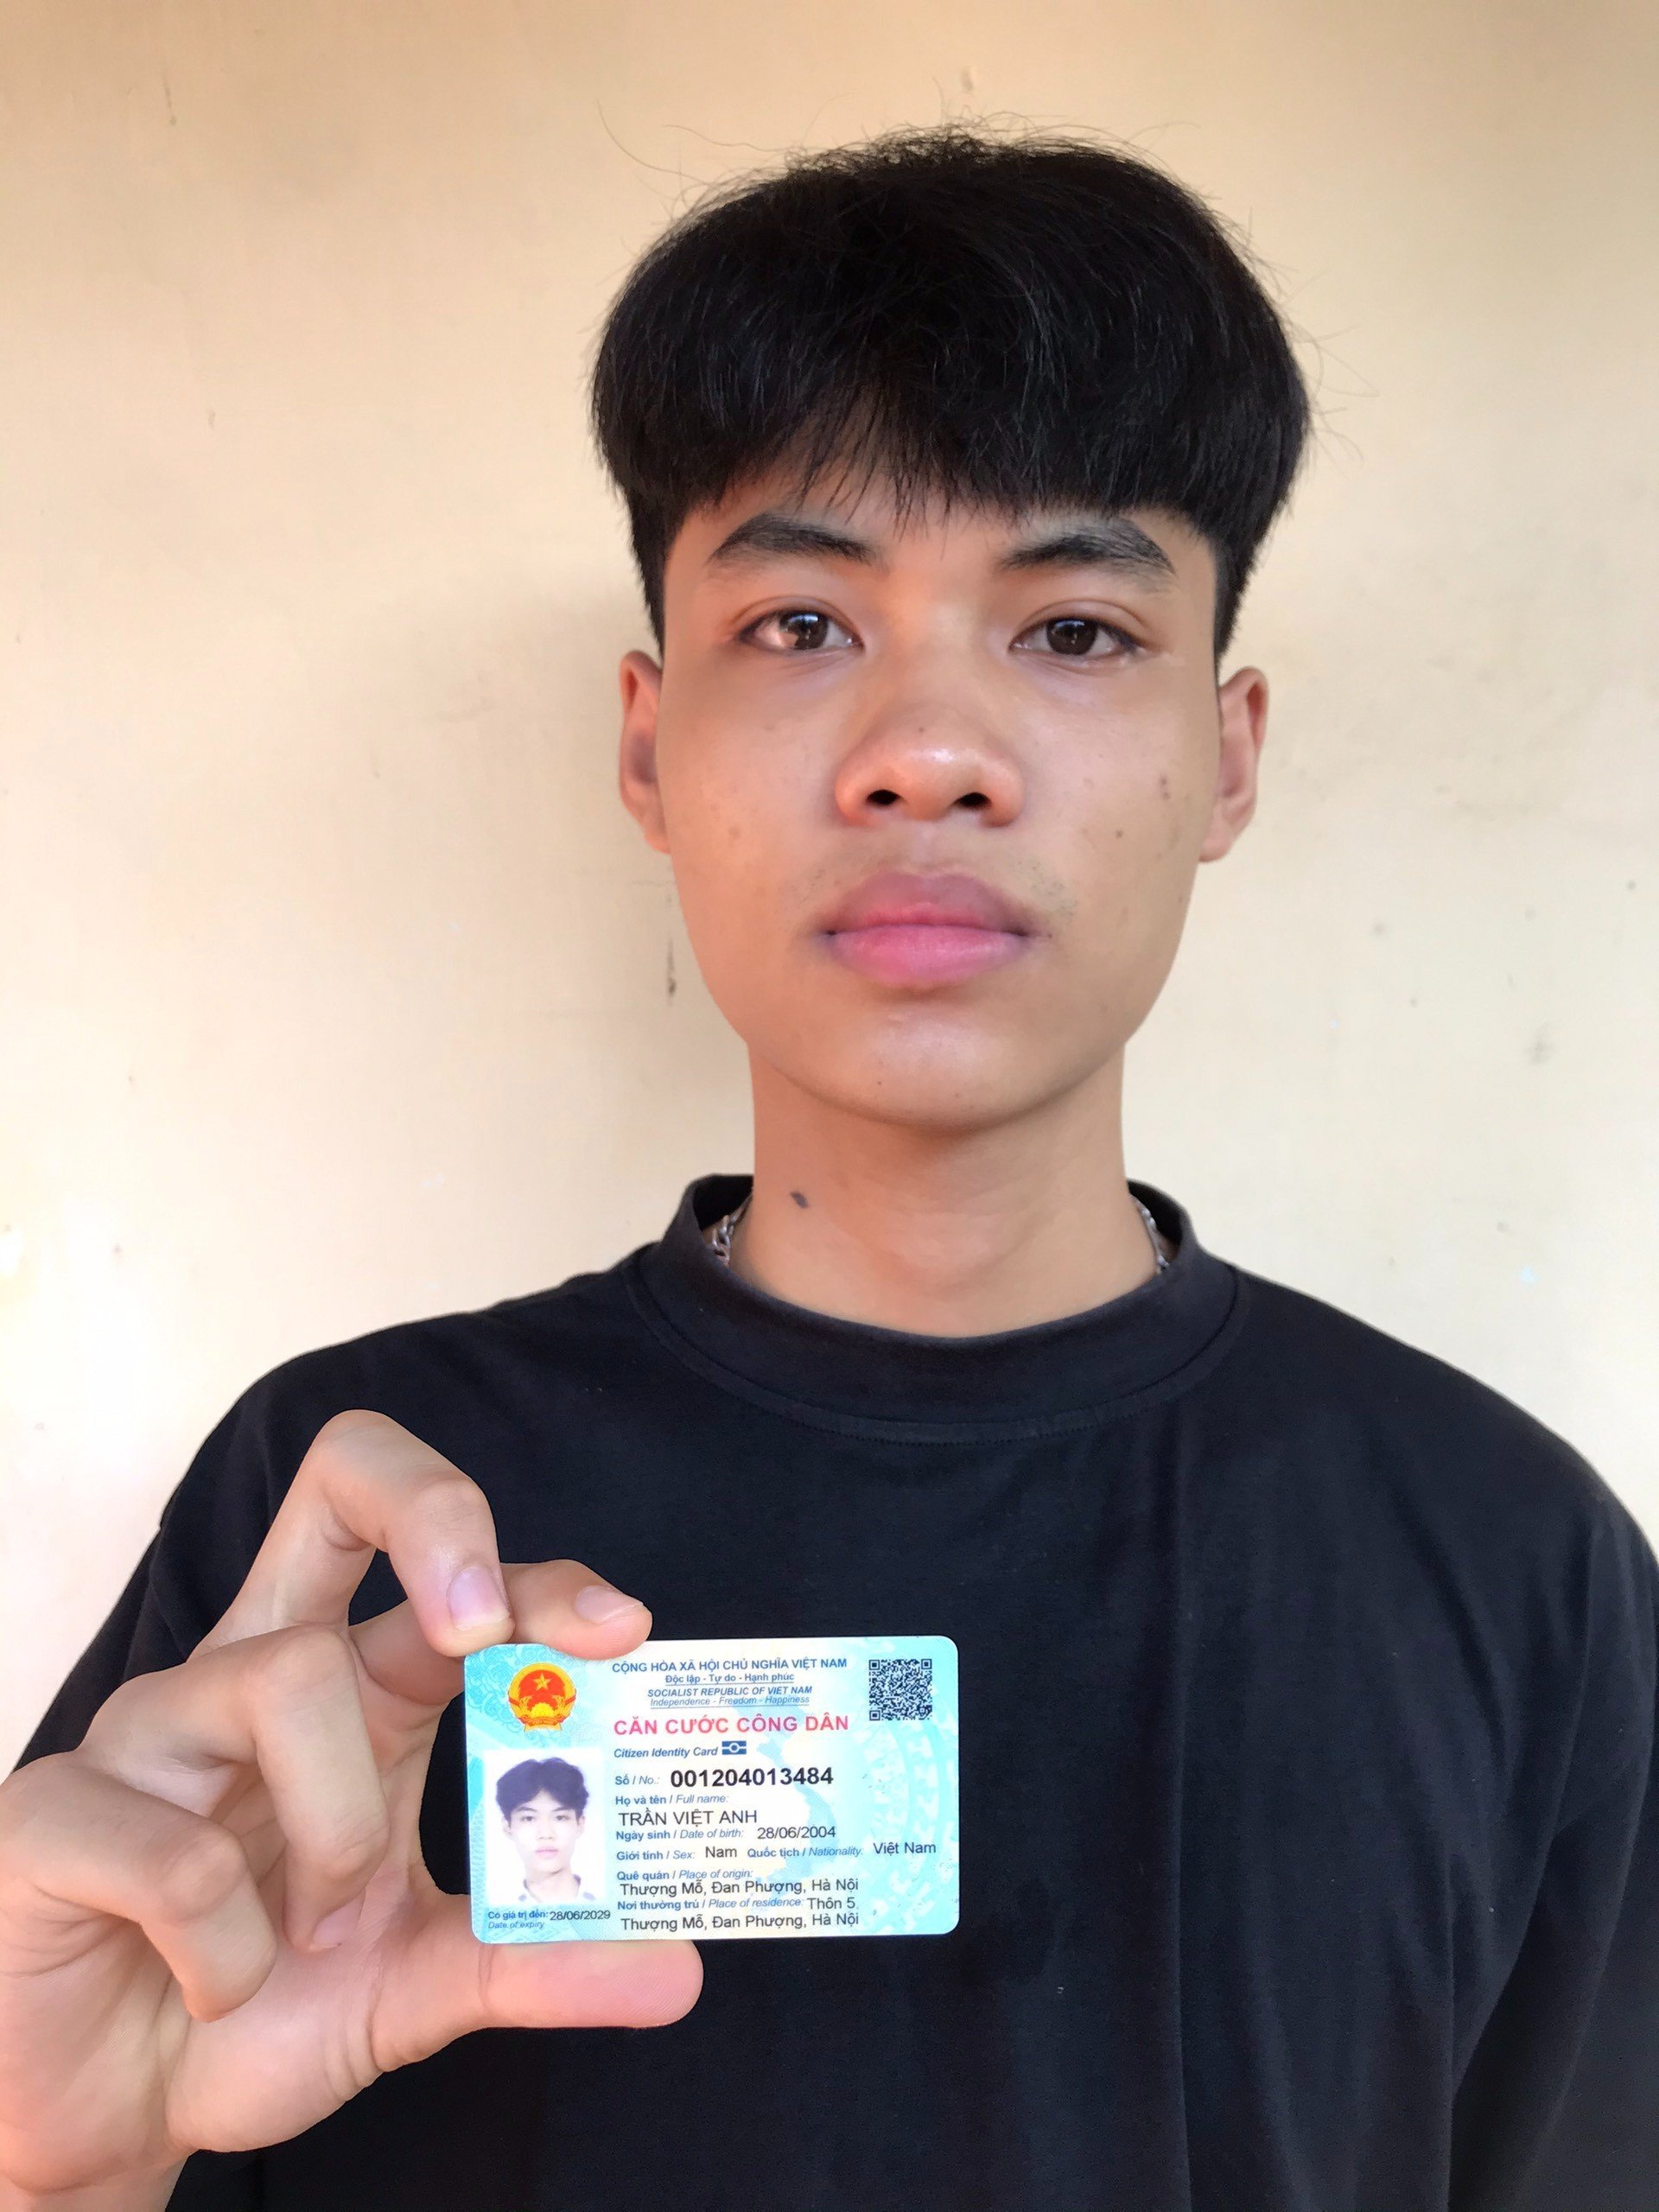 CỘNG HÒA XÃ HỘI CHỦ NGHĨA VIỆT NAM
Độc lập - Tự do - Hạnh phúc
SOCIALIST REPUBLIC OF VIET NAM
Independence - Freedom - Happiness
CĂN CƯỚC CÔNG DÂN
Citizen Identity Card
Số / No.: 001204013484
Họ và tên / Full name:
TRẦN VIỆT ANH
Ngày sinh / Date of birth: 28/06/2004
Giới tính / Sex: Nam Quốc tịch / Nationality: Việt Nam
Quê quán / Place of origin:
Thượng Mỗ, Đan Phượng, Hà Nội
Nơi thường trú / Place of residence: Thôn 5
Thượng Mỗ, Đan Phượng, Hà Nội
Có giá trị đến: 28/06/2029
Date of expiry